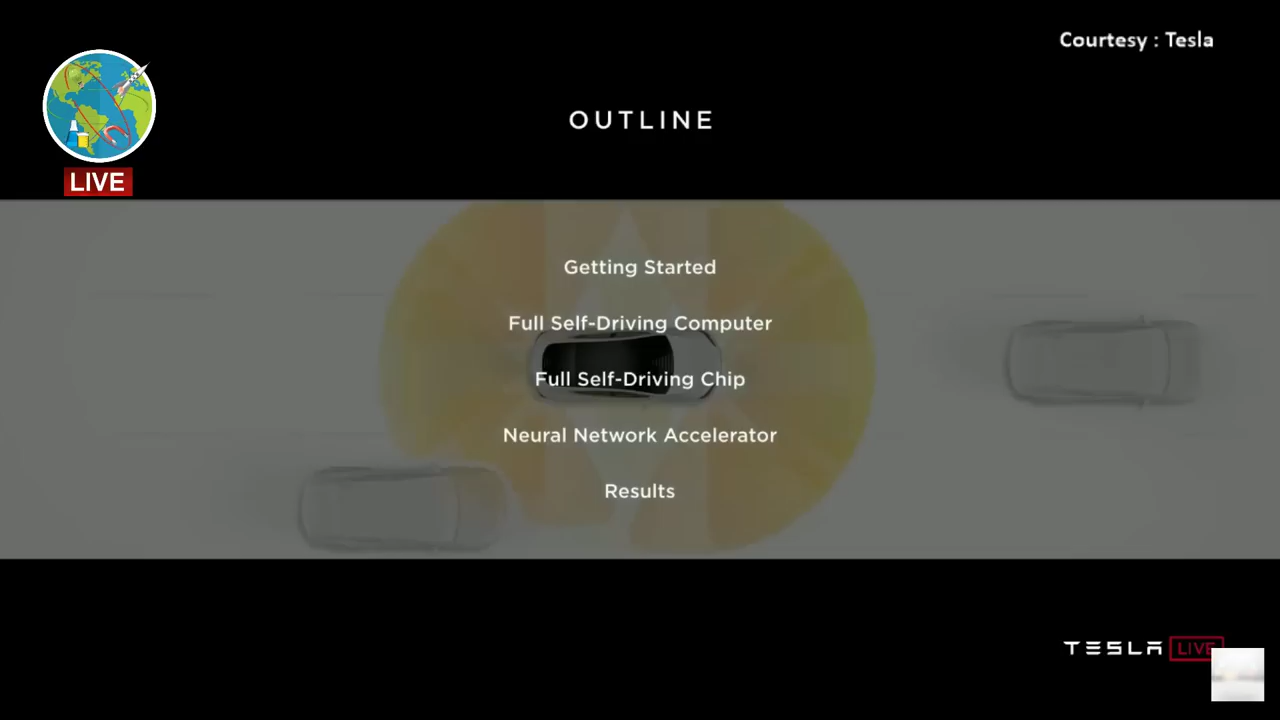 Courtesy : Tesla
OUTLINE
LIVE
Getting Started
Full Self-Driving Computer
Full Self-Driving Chip
Neural Network Accelerator
Results
TESLA LIVE